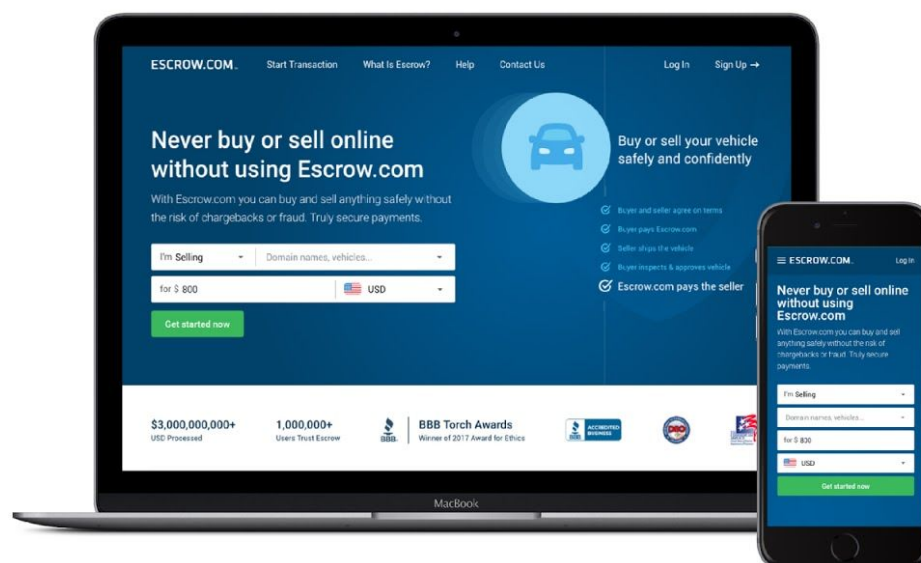 ESCROW.COM
Start Transaction
What Is Escrow?
Help
Contact Us
Log In
Sign Up →
Never buy or sell online
without using Escrow.com
With Escrow.com you can buy and sell anything safely without
the risk of chargebacks or fraud. Truly secure payments.
I'm Selling
Domain names, vehicles...
for $ 800
USD
Get started now
Buy or sell your vehicle
safely and confidently
Buyer and seller agree on terms
Buyer pays Escrow.com
Seller ships the vehicle
Buyer inspects & approves vehicle
Escrow.com pays the seller
$3,000,000,000+
USD Processed
1,000,000+
Users Trust Escrow
BBB.
BBB Torch Awards
Winner of 2017 Award for Ethics
BBB
ACCREDITED
BUSINESS
DBO
MacBook
ESCROW.COM
Log In
Never buy or sell online
without using
Escrow.com
With Escrow.com you can buy and sell
anything safely without the risk of
chargebacks or fraud. Truly secure
payments.
I'm Selling
Domain names, vehicles...
for $ 800
USD
Get started now